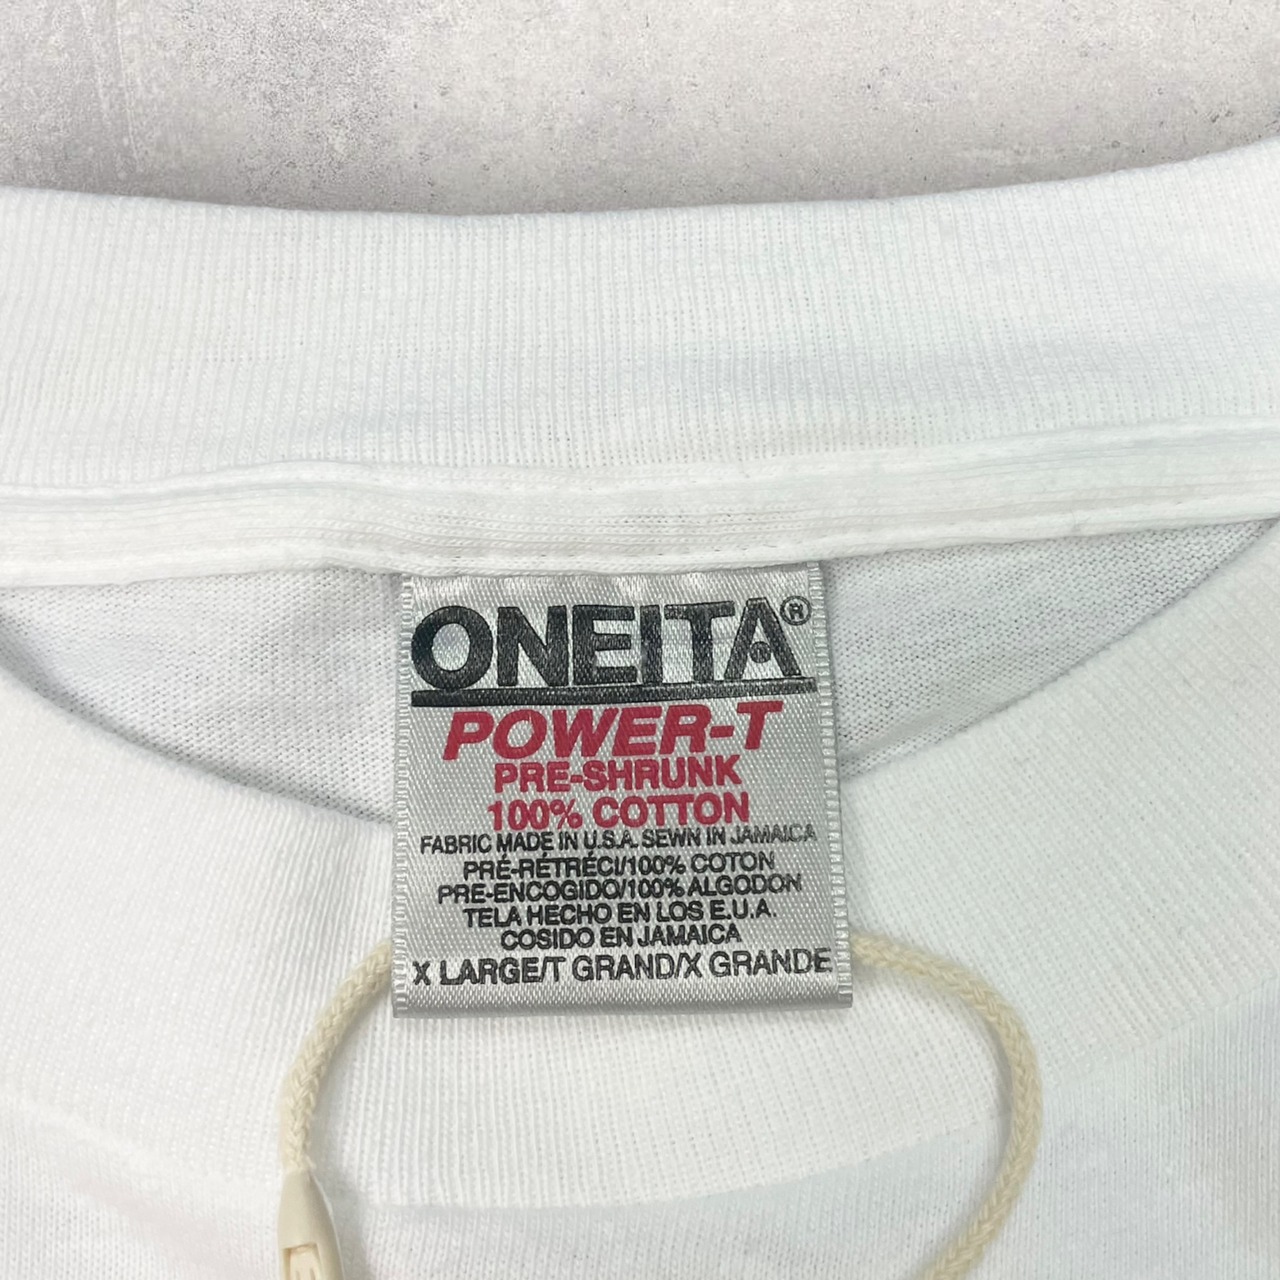 ONEITA®
POWER-T
PRE-SHRUNK
100% COTTON
FABRIC MADE IN U.S.A. SEWN IN JAMAICA
PRÉ-RÉTRÉCI/100% COTON
PRE-ENCOGIDO/100% ALGODON
TELA HECHO EN LOS E.U.A.
COSIDO EN JAMAICA
X LARGE/T GRAND/X GRANDE